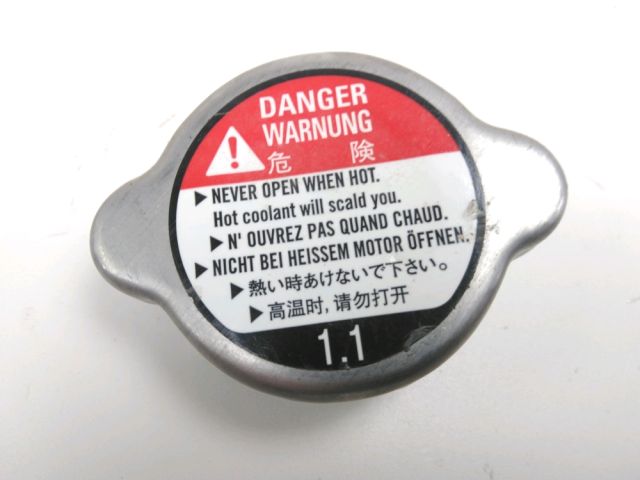 DANGER
WARNUNG
危 険
▶ NEVER OPEN WHEN HOT.
Hot coolant will scald you.
▶ N' OUVREZ PAS QUAND CHAUD.
▶ NICHT BEI HEISSEM MOTOR ÖFFNEN.
▶ 熱い時あけないで下さい。
▶ 高温时,请勿打开
1.1